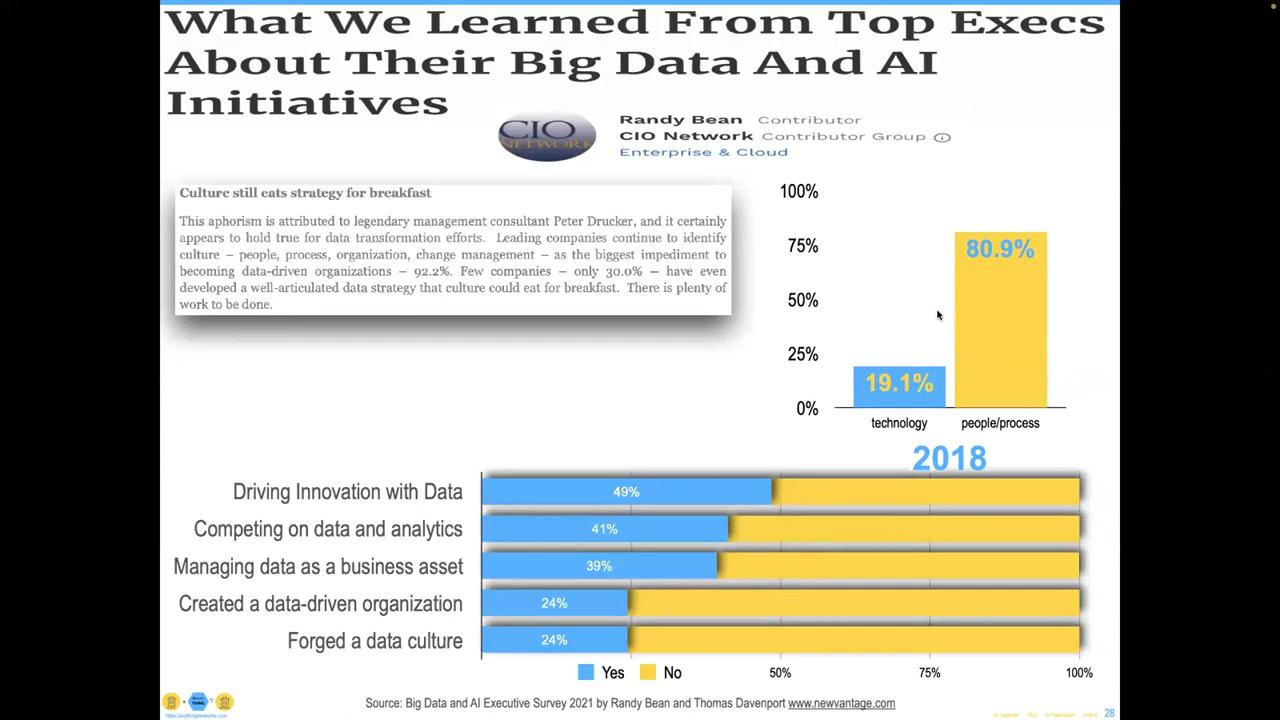 What We Learned From Top Execs
About Their Big Data And AI
Initiatives
CIO
NETWORK
Randy Bean Contributor
CIO Network Contributor Group
Enterprise & Cloud
Culture still eats strategy for breakfast
This aphorism is attributed to legendary management consultant Peter Drucker, and it certainly
appears to hold true for data transformation efforts. Leading companies continue to identify
culture – people, process, organization, change management – as the biggest impediment to
becoming data-driven organizations – 92.2%. Few companies – only 30.0% – have even
developed a well-articulated data strategy that culture could eat for breakfast. There is plenty of
work to be done.
100%
75%
50%
25%
0%
80.9%
19.1%
technology people/process
2018
Driving Innovation with Data 49%
Competing on data and analytics 41%
Managing data as a business asset 39%
Created a data-driven organization 24%
Forged a data culture 24%
Yes No 50% 75% 100%
Source: Big Data and AI Executive Survey 2021 by Randy Bean and Thomas Davenport www.newvantage.com
28